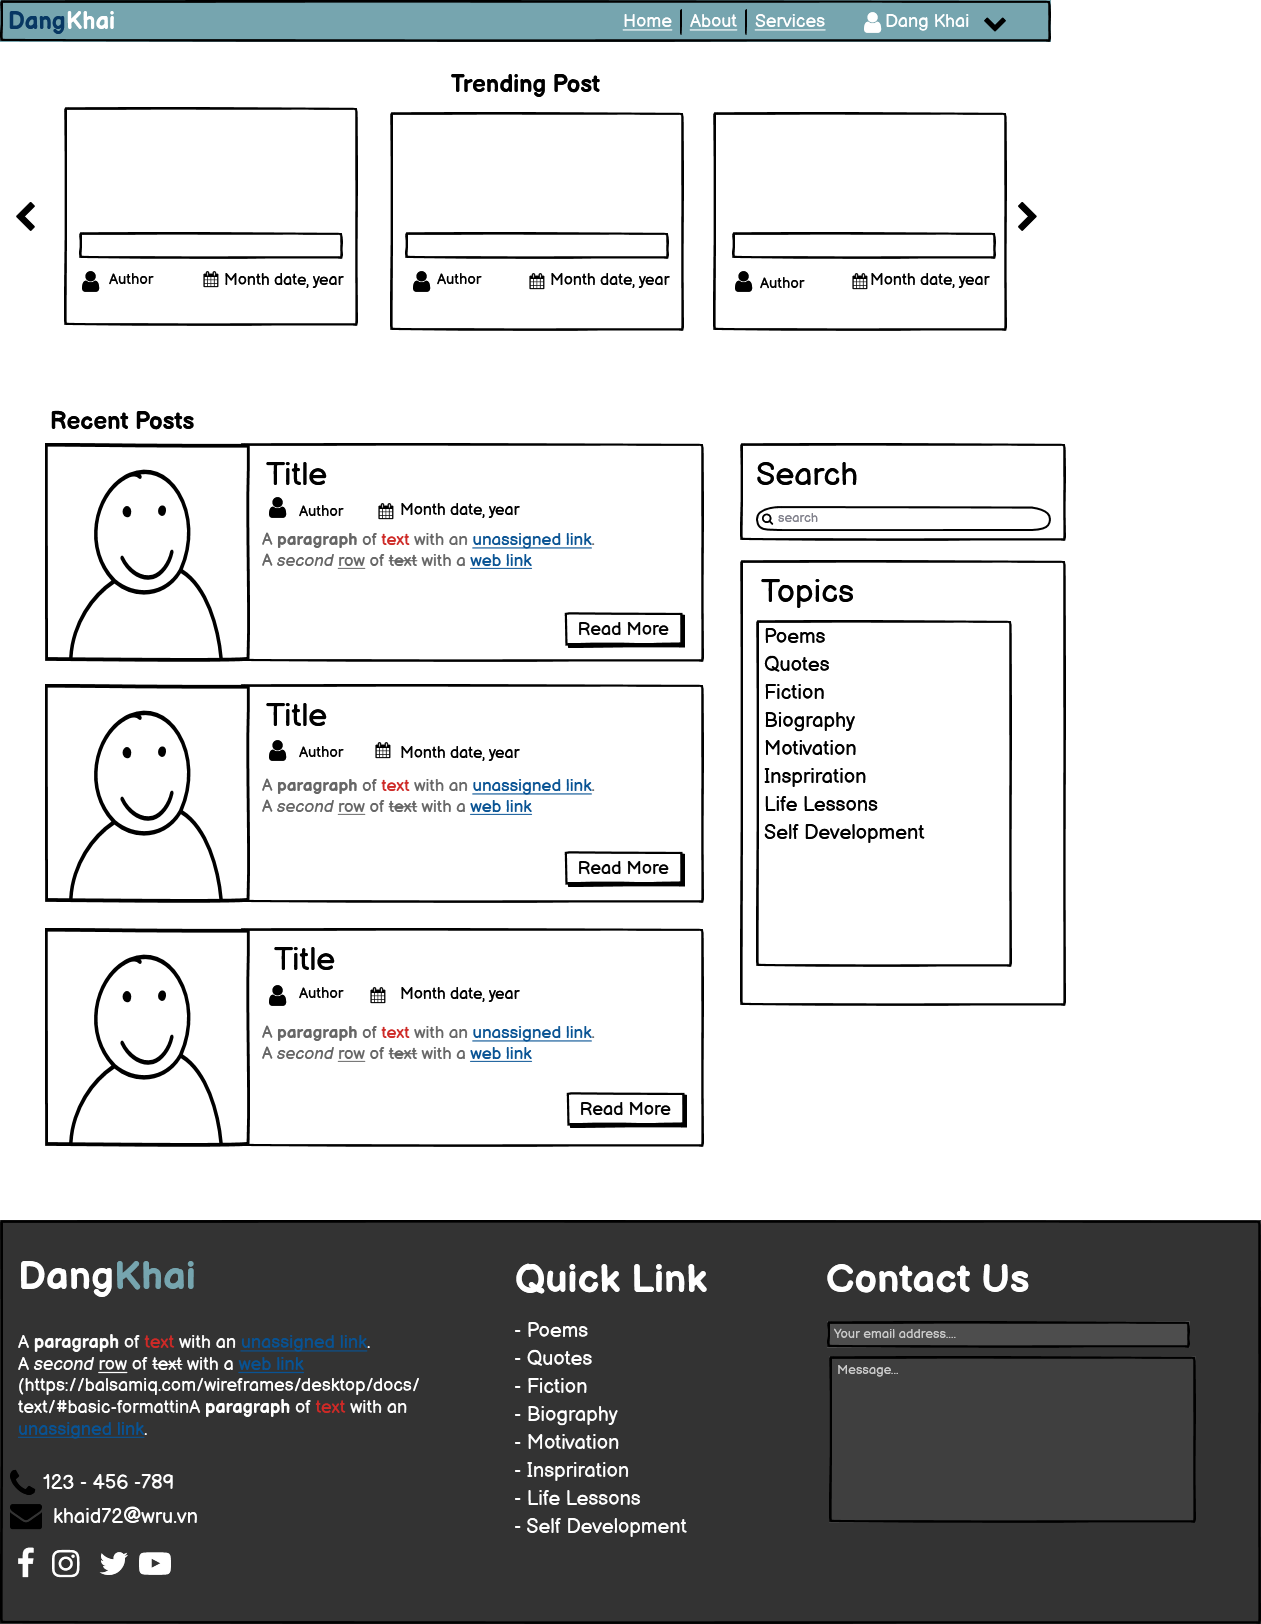 DangKhai
Home | About | Services
Dang Khai
Trending Post
Author
Month date, year
Author
Month date, year
Author
Month date, year
Recent Posts
Title
Author
Month date, year
A paragraph of text with an unassigned link.
A second row of text with a web link
Read More
Title
Author
Month date, year
A paragraph of text with an unassigned link.
A second row of text with a web link
Read More
Title
Author
Month date, year
A paragraph of text with an unassigned link.
A second row of text with a web link
Read More
Search
search
Topics
Poems
Quotes
Fiction
Biography
Motivation
Inspriration
Life Lessons
Self Development
DangKhai
A paragraph of text with an unassigned link.
A second row of text with a web link
(https://balsamiq.com/wireframes/desktop/docs/
text/#basic-formattinA paragraph of text with an
unassigned link.
123 - 456 -789
khaid72@wru.vn
Quick Link
- Poems
- Quotes
- Fiction
- Biography
- Motivation
- Inspriration
- Life Lessons
- Self Development
Contact Us
Your email address....
Message...